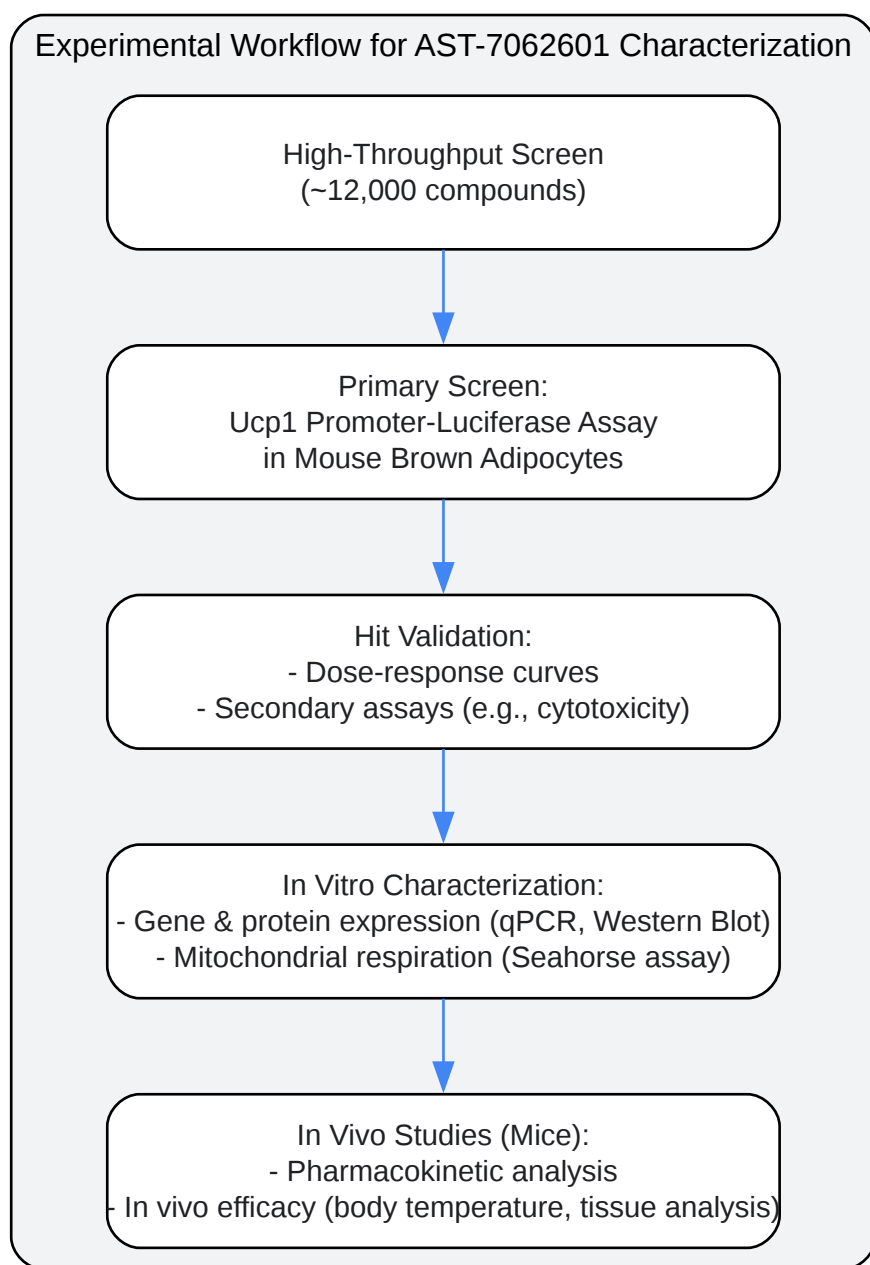 Experimental Workflow for AST-7062601 Characterization
High-Throughput Screen
(~12,000 compounds)
Primary Screen:
Ucp1 Promoter-Luciferase Assay
in Mouse Brown Adipocytes
Hit Validation:
- Dose-response curves
- Secondary assays (e.g., cytotoxicity)
In Vitro Characterization:
- Gene & protein expression (qPCR, Western Blot)
- Mitochondrial respiration (Seahorse assay)
In Vivo Studies (Mice):
- Pharmacokinetic analysis
- In vivo efficacy (body temperature, tissue analysis)